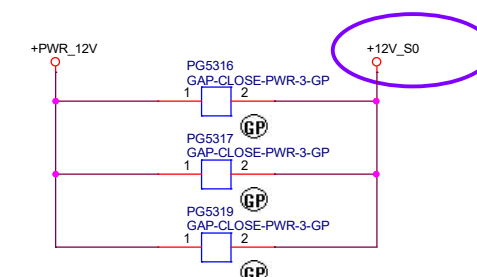 +PWR_12V
+12V_S0
PG5316
GAP-CLOSE-PWR-3-GP
1 2
GP
PG5317
GAP-CLOSE-PWR-3-GP
1 2
GP
PG5319
GAP-CLOSE-PWR-3-GP
1 2
GP